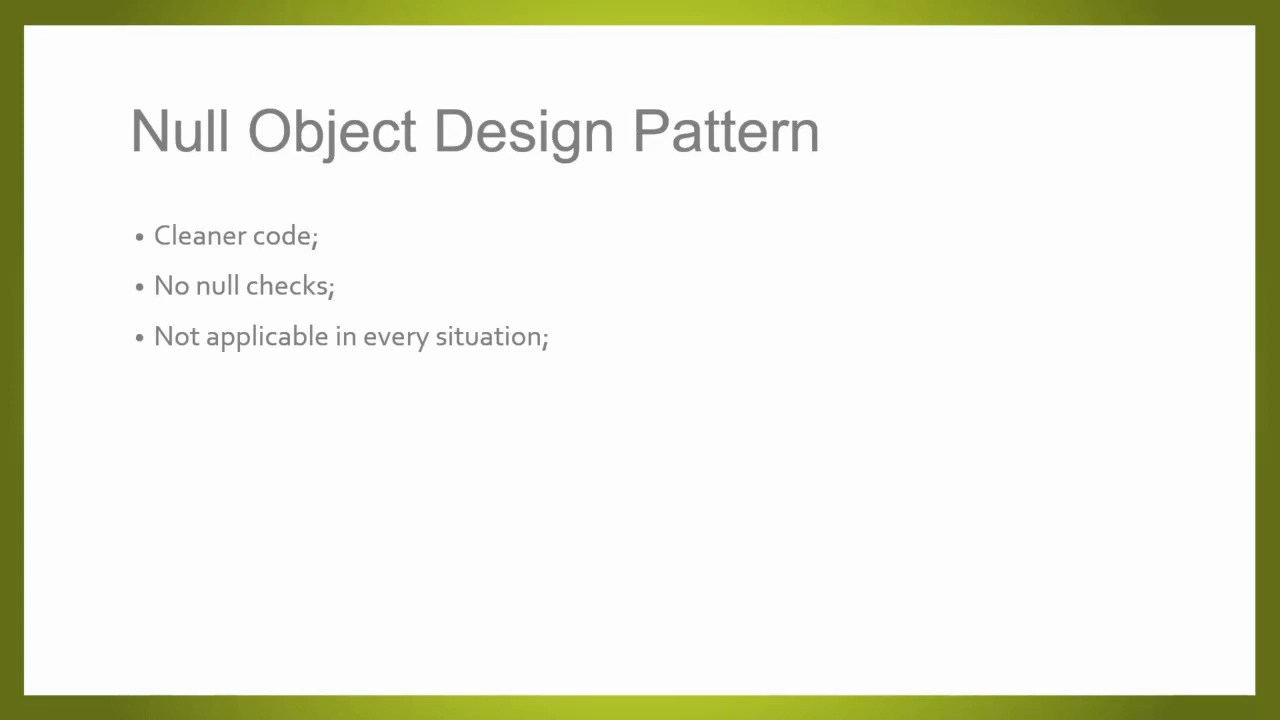 Null Object Design Pattern
• Cleaner code;
• No null checks;
• Not applicable in every situation;